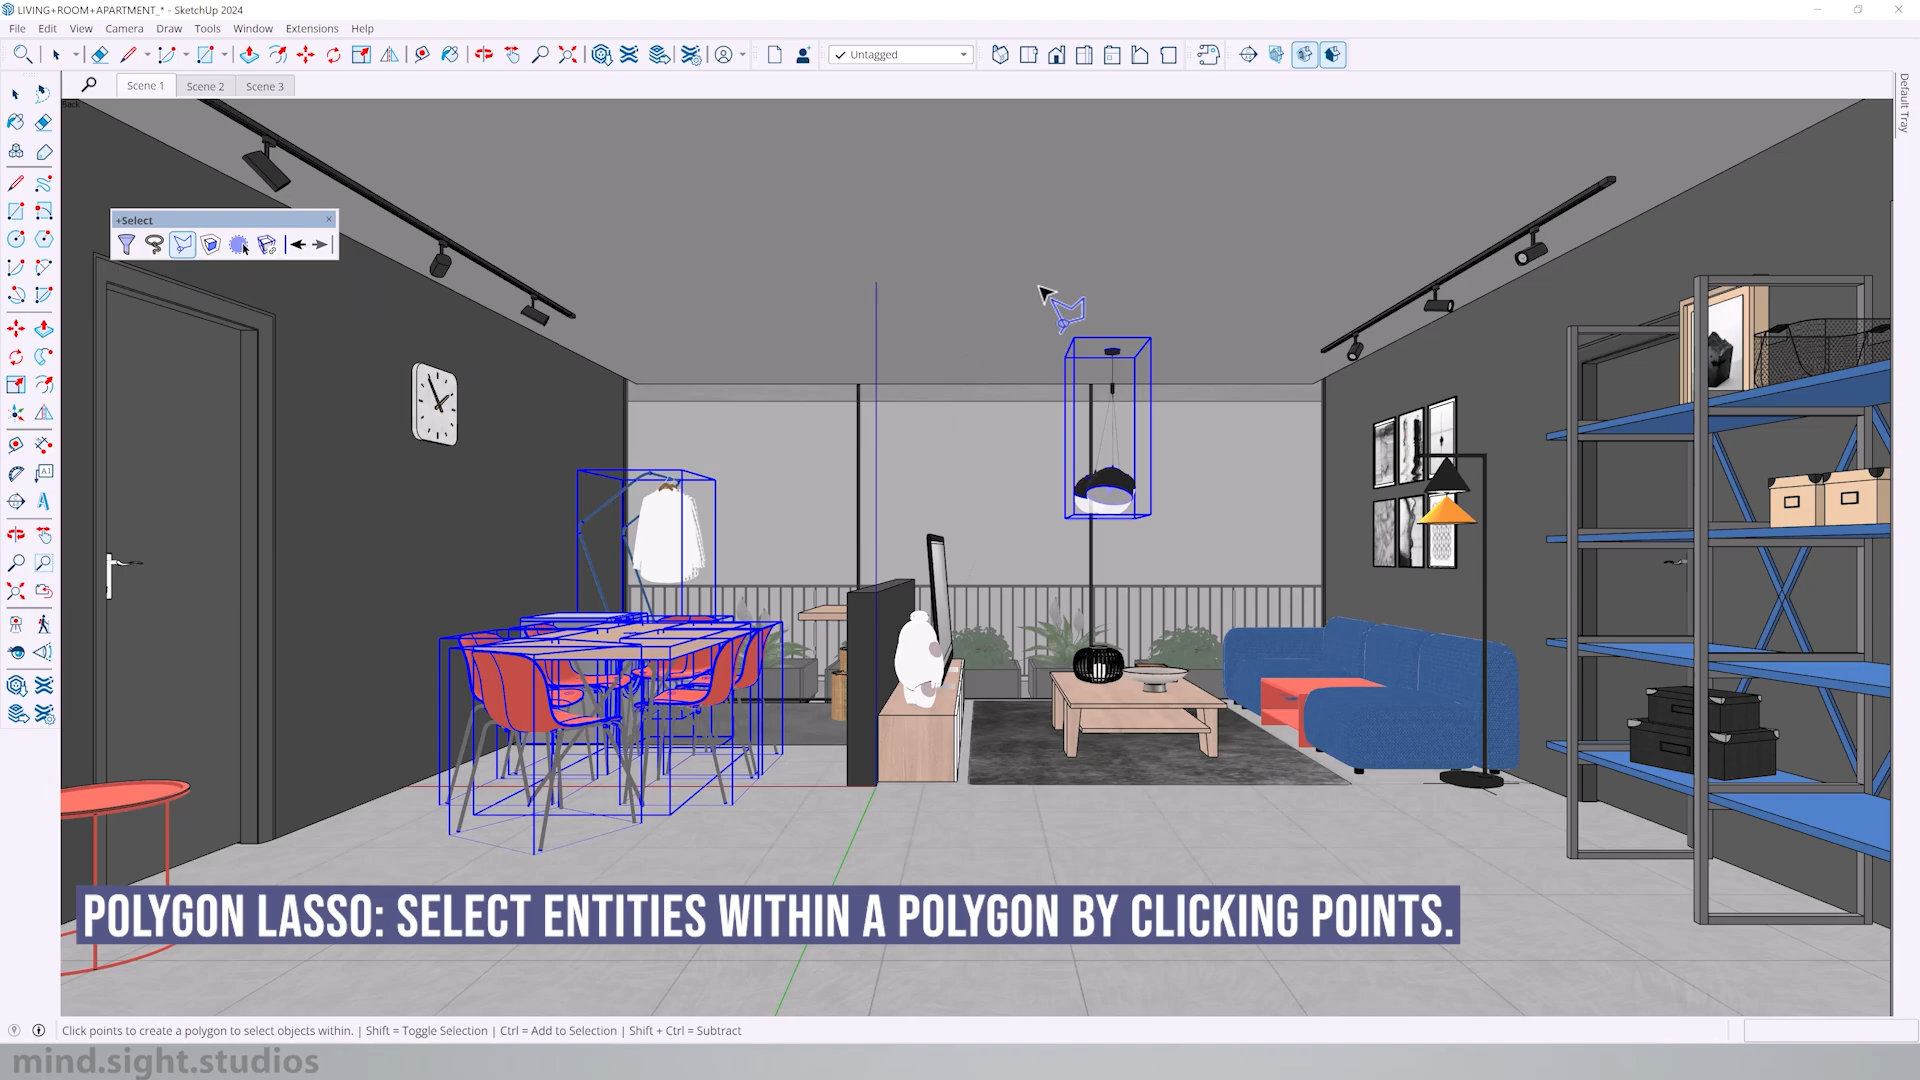 LIVING+ROOM+APARTMENT_* - SketchUp 2024
File Edit View Camera Draw Tools Window Extensions Help
Untagged
Scene 1 Scene 2 Scene 3
Default Tray
Back
+Select
POLYGON LASSO: SELECT ENTITIES WITHIN A POLYGON BY CLICKING POINTS.
Click points to create a polygon to select objects within. | Shift = Toggle Selection | Ctrl = Add to Selection | Shift + Ctrl = Subtract
mind.sight.studios